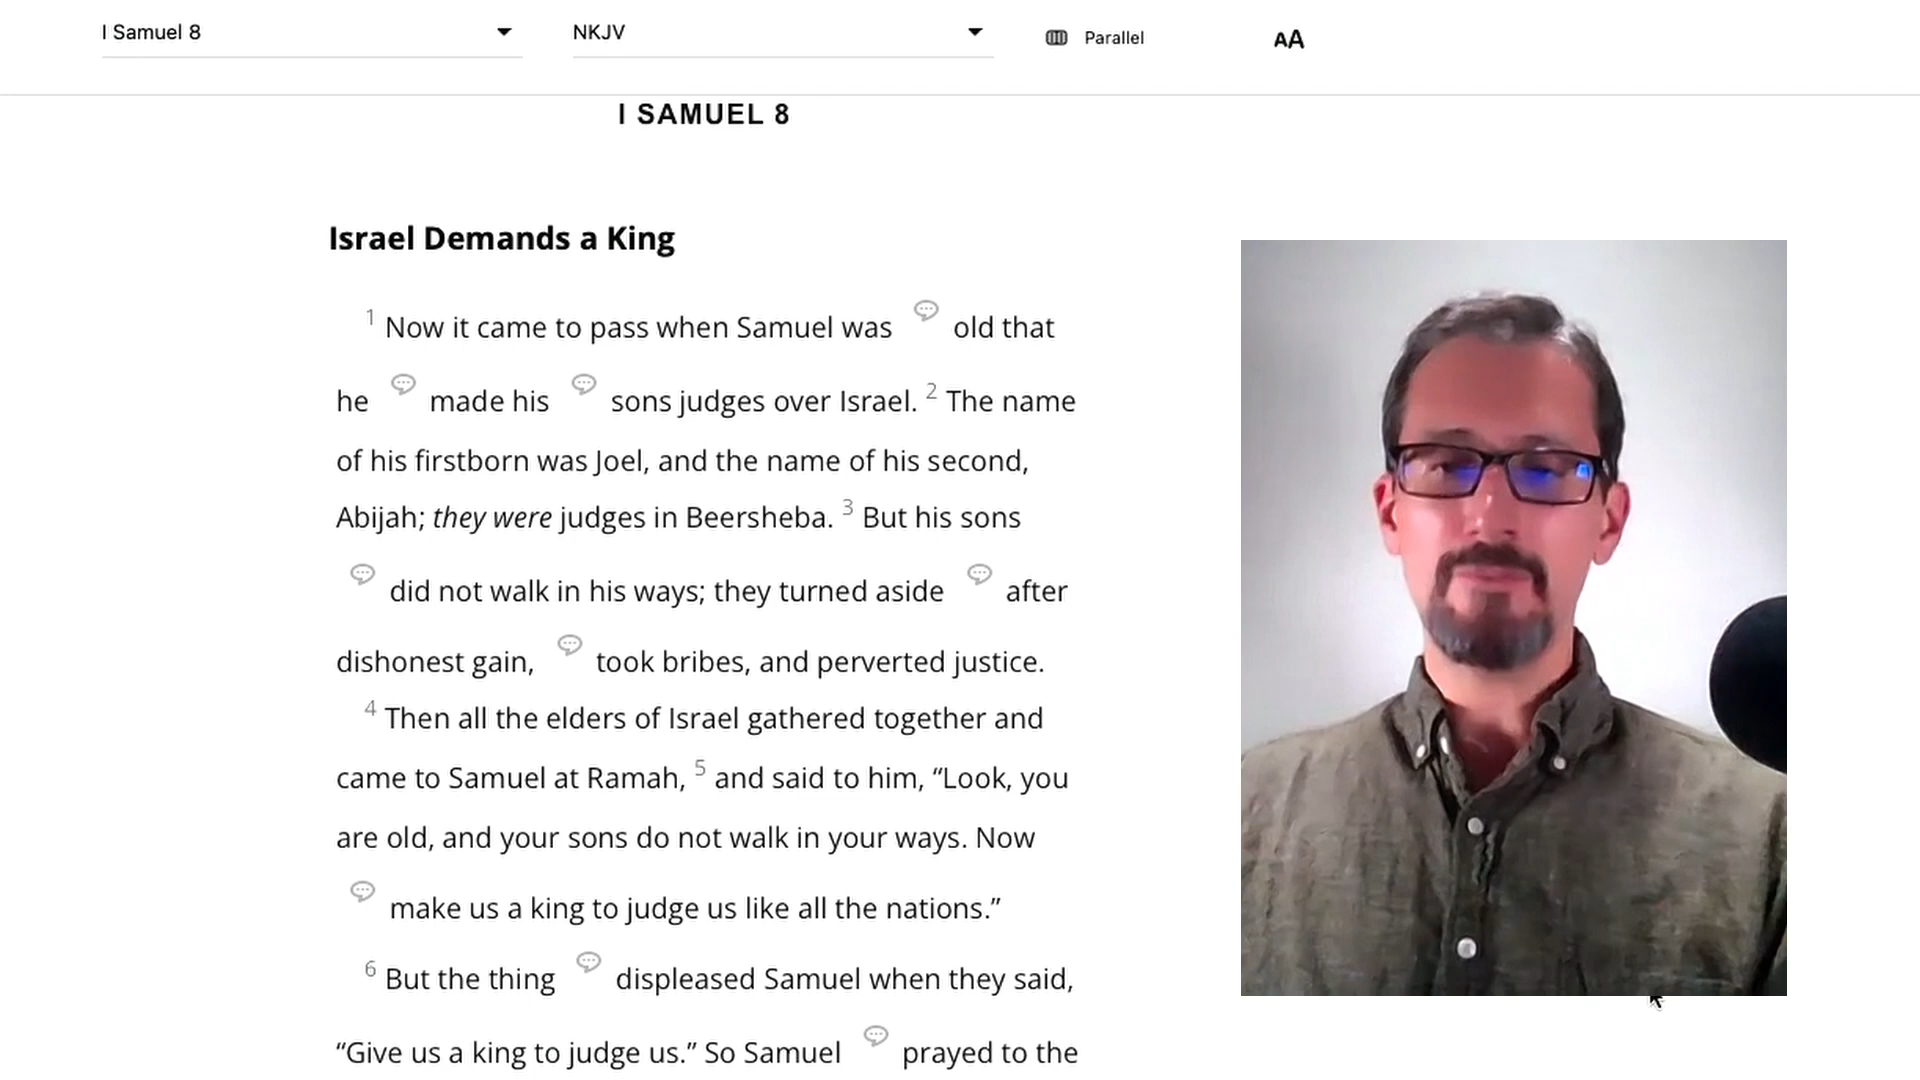 I Samuel 8
NKJV
Parallel
AA
I SAMUEL 8
Israel Demands a King
1 Now it came to pass when Samuel was old that
he made his sons judges over Israel. 2 The name
of his firstborn was Joel, and the name of his second,
Abijah; they were judges in Beersheba. 3 But his sons
did not walk in his ways; they turned aside after
dishonest gain, took bribes, and perverted justice.
4 Then all the elders of Israel gathered together and
came to Samuel at Ramah, 5 and said to him, “Look, you
are old, and your sons do not walk in your ways. Now
make us a king to judge us like all the nations.”
6 But the thing displeased Samuel when they said,
“Give us a king to judge us.” So Samuel prayed to the